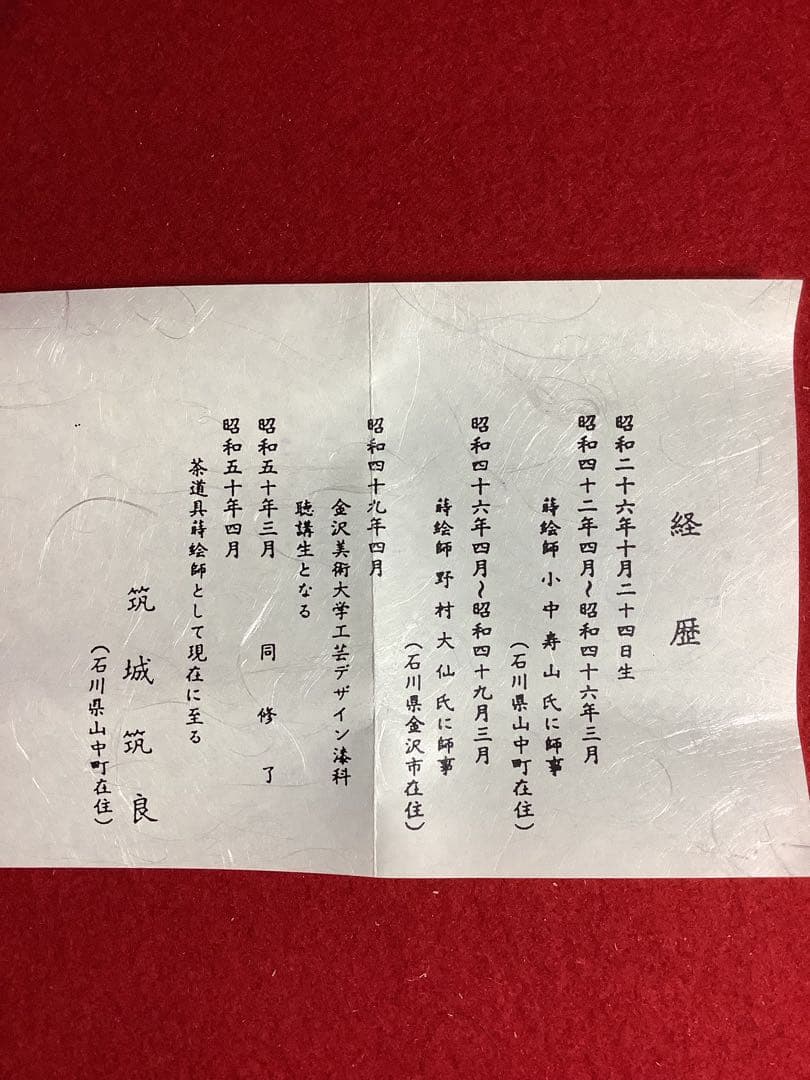 経歴
昭和二十六年十月二十四日生
昭和四十二年四月〜昭和四十六年三月
蒔絵師 小中寿山氏に師事
(石川県山中町在住)
昭和四十六年四月〜昭和四十九月三月
蒔絵師 野村大仙氏に師事
(石川県金沢市在住)
昭和四十九年四月
金沢美術大学工芸デザイン漆科
聴講生となる
昭和五十年三月 同修了
昭和五十年四月
茶道具蒔絵師として現在に至る
筑城筑良
(石川県山中町在住)